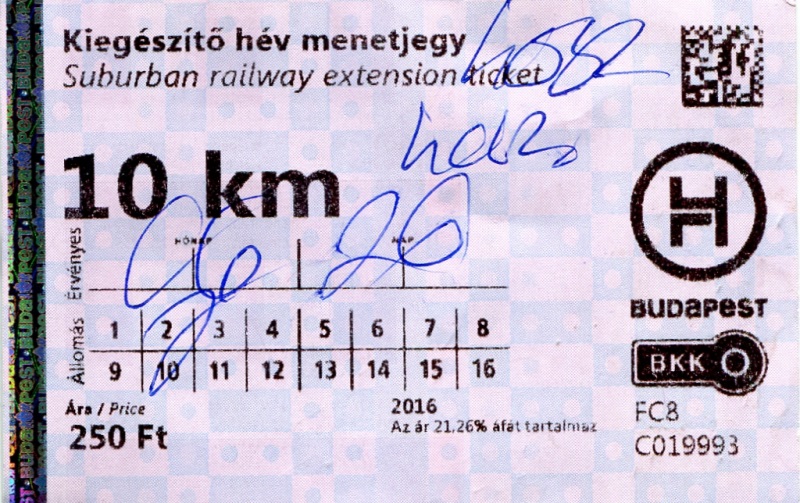 Kiegészítő hév menetjegy
Suburban railway extension ticket
10 km
HÓNAP NAP
Érvényes
06 26
Állomás
1 2 3 4 5 6 7 8
9 10 11 12 13 14 15 16
Ára / Price
250 Ft
2016
Az ár 21,26% áfát tartalmaz
H
BUDAPEST
BKK
FC8
C019993